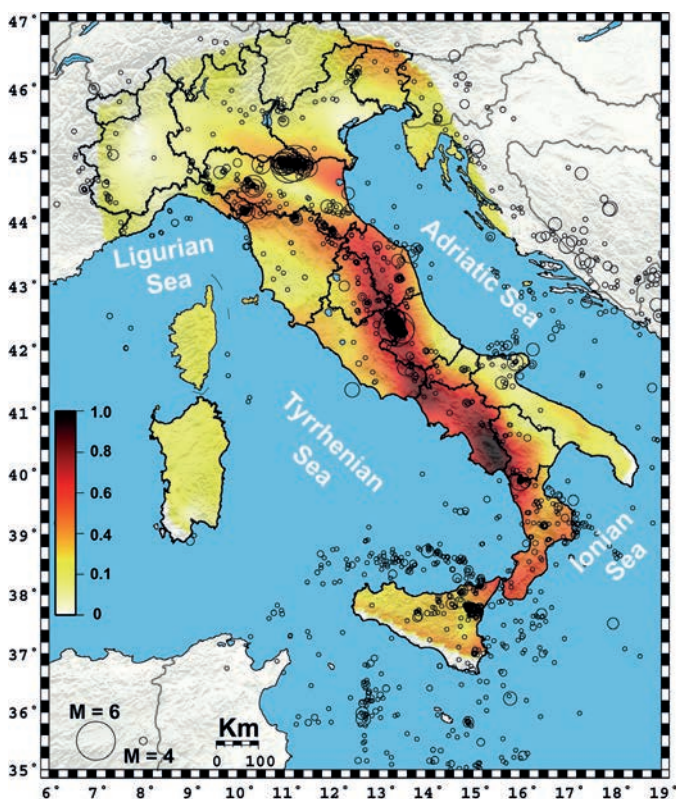 47°
46°
45°
44°
43°
42°
41°
40°
39°
38°
37°
36°
35°
Ligurian
Sea
Adriatic Sea
Tyrrhenian
Sea
Ionian
Sea
1.0
0.8
0.6
0.4
0.1
0
M = 6
M = 4
Km
0 100
6° 7° 8° 9° 10° 11° 12° 13° 14° 15° 16° 17° 18° 19°